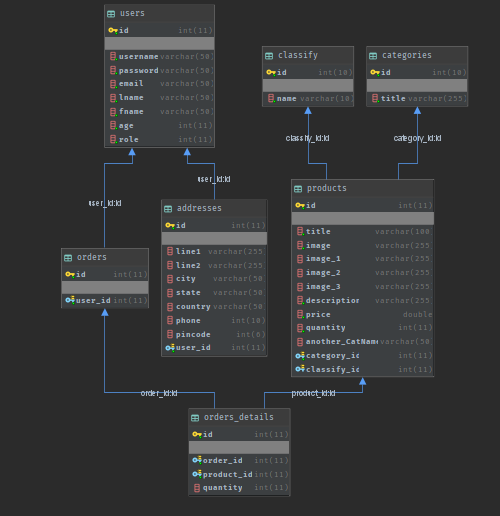 users
id int(11)
username varchar(50)
password varchar(50)
email varchar(50)
lname varchar(50)
fname varchar(50)
age int(11)
role int(11)
classify
id int(10)
name varchar(10)
categories
id int(10)
title varchar(255)
classify_id:id
category_id:id
user_id:id
user_id:id
addresses
id int(11)
line1 varchar(255
line2 varchar(255
city varchar(50
state varchar(50
country varchar(50
phone int(10)
pincode int(6)
user_id int(11)
products
id int(11)
title varchar(100
image varchar(255
image_1 varchar(255
image_2 varchar(255
image_3 varchar(255
description varchar(255
price double
quantity int(11)
another_CatName varchar(50
category_id int(11)
classify_id int(11)
orders
id int(11)
user_id int(11)
order_id:id
product_id:id
orders_details
id int(11)
order_id int(11)
product_id int(11)
quantity int(11)